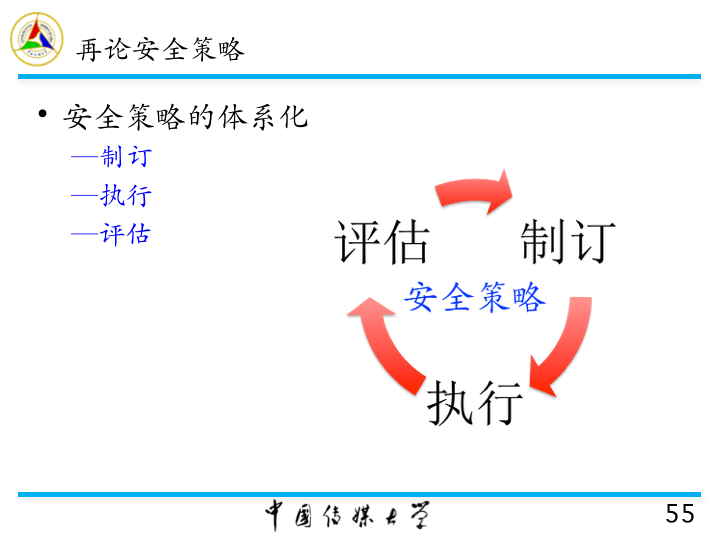 再论安全策略
• 安全策略的体系化
—制订
—执行
—评估
评估
制订
安全策略
执行
中国传媒大学
55